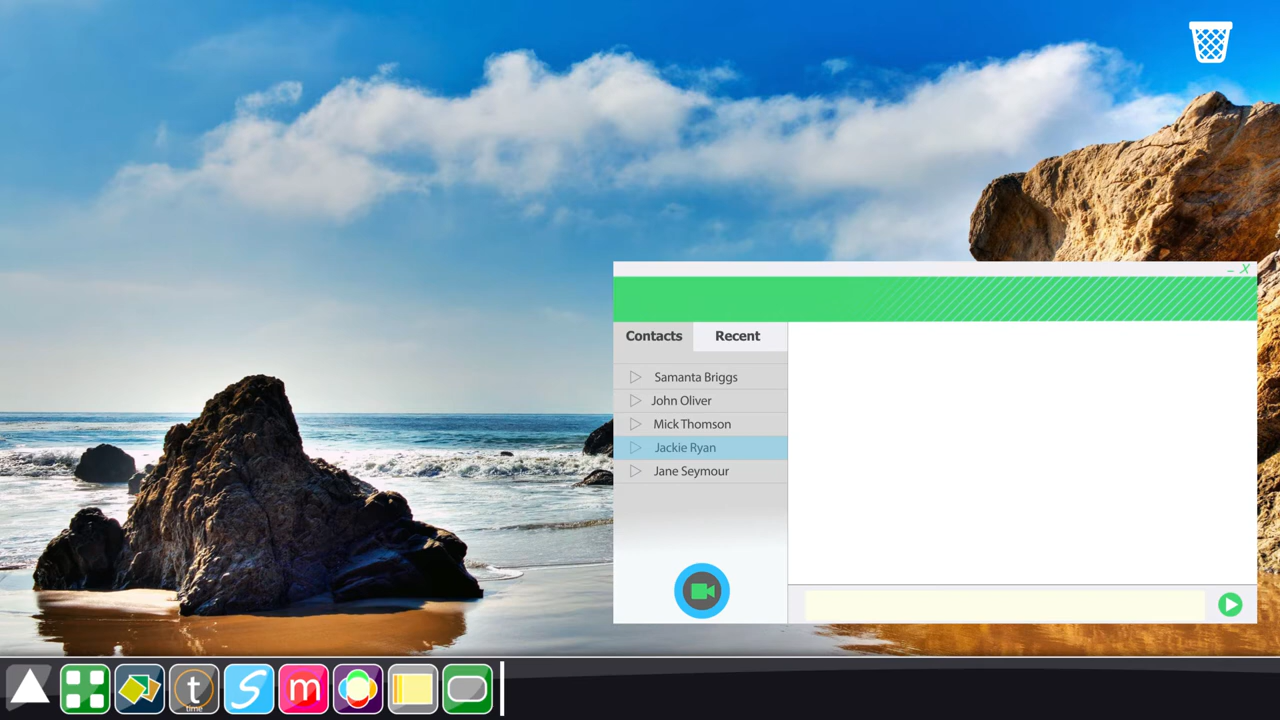 _ X
Contacts Recent
Samanta Briggs
John Oliver
Mick Thomson
Jackie Ryan
Jane Seymour
t S m
time